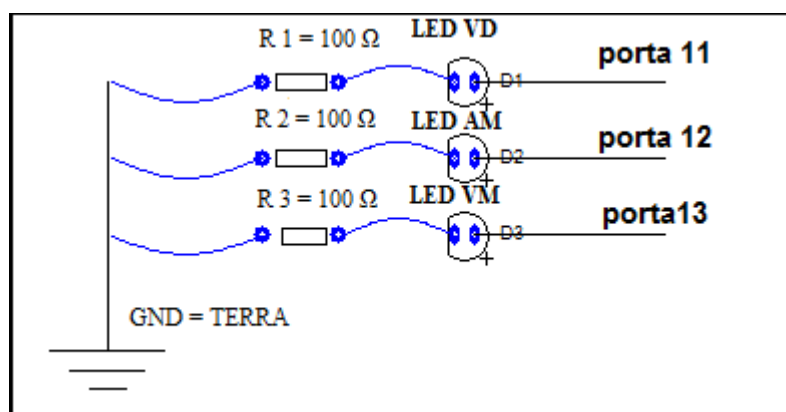 LED VD
R 1 = 100 Ω
porta 11
D1
+
R 2 = 100 Ω
LED AM
porta 12
D2
+
R 3 = 100 Ω
LED VM
porta13
D3
+
GND = TERRA